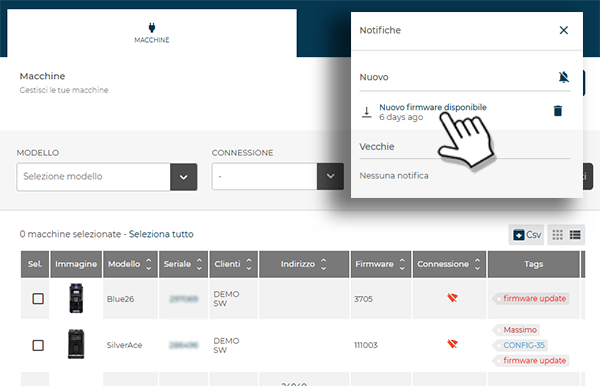 MACCHINE
Macchine
Gestisci le tue macchine
Notifiche
Nuovo
Nuovo firmware disponibile
6 days ago
Vecchie
Nessuna notifica
MODELLO
CONNESSIONE
Selezione modello
-
0 macchine selezionate - Seleziona tutto
Csv
Sel. Immagine Modello Seriale Clienti Indirizzo Firmware Connessione Tags
Blue26 DEMO SW 3705 firmware update
SilverAce DEMO SW 111003 Massimo
CONFIG-35
firmware update